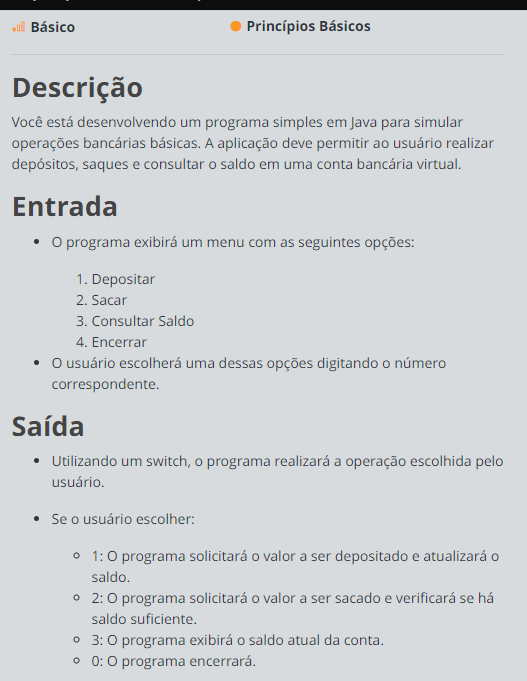 Básico
Princípios Básicos
Descrição
Você está desenvolvendo um programa simples em Java para simular
operações bancárias básicas. A aplicação deve permitir ao usuário realizar
depósitos, saques e consultar o saldo em uma conta bancária virtual.
Entrada
• O programa exibirá um menu com as seguintes opções:
1. Depositar
2. Sacar
3. Consultar Saldo
4. Encerrar
• O usuário escolherá uma dessas opções digitando o número
correspondente.
Saída
• Utilizando um switch, o programa realizará a operação escolhida pelo
usuário.
• Se o usuário escolher:
◦ 1: O programa solicitará o valor a ser depositado e atualizará o
saldo.
◦ 2: O programa solicitará o valor a ser sacado e verificará se há
saldo suficiente.
◦ 3: O programa exibirá o saldo atual da conta.
◦ 0: O programa encerrará.